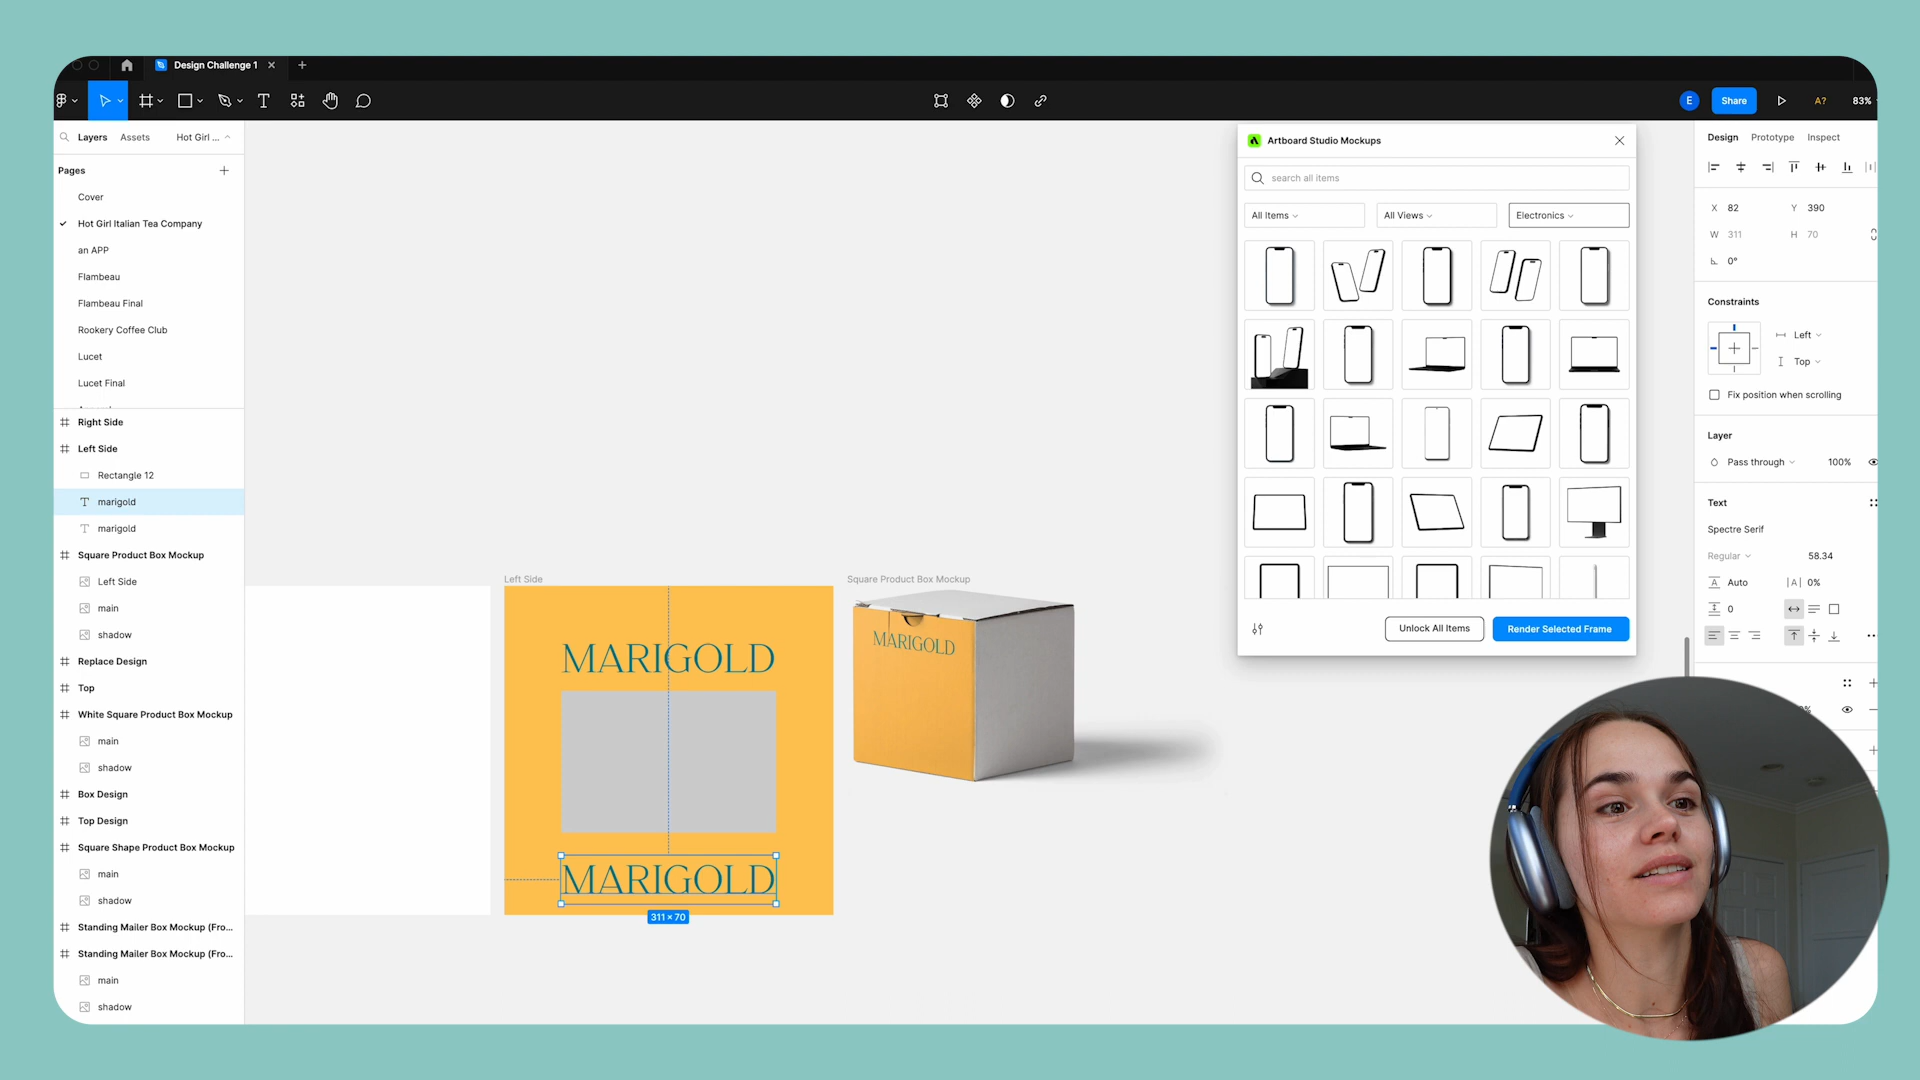 Design Challenge 1
E
Share
A?
83%
Layers
Assets
Hot Girl ...
Pages
Cover
Hot Girl Italian Tea Company
an APP
Flambeau
Flambeau Final
Rookery Coffee Club
Lucet
Lucet Final
Right Side
Left Side
Rectangle 12
marigold
marigold
Square Product Box Mockup
Left Side
main
shadow
Replace Design
Top
White Square Product Box Mockup
main
shadow
Box Design
Top Design
Square Shape Product Box Mockup
main
shadow
Standing Mailer Box Mockup (Fro...
Standing Mailer Box Mockup (Fro...
main
shadow
Left Side
MARIGOLD
MARIGOLD
311 × 70
Square Product Box Mockup
MARIGOLD
Artboard Studio Mockups
search all items
All Items
All Views
Electronics
Unlock All Items
Render Selected Frame
Design
Prototype
Inspect
X 82
Y 390
W 311
H 70
0°
Constraints
Left
Top
Fix position when scrolling
Layer
Pass through
100%
Text
Spectre Serif
Regular
58.34
Auto
|A| 0%
0